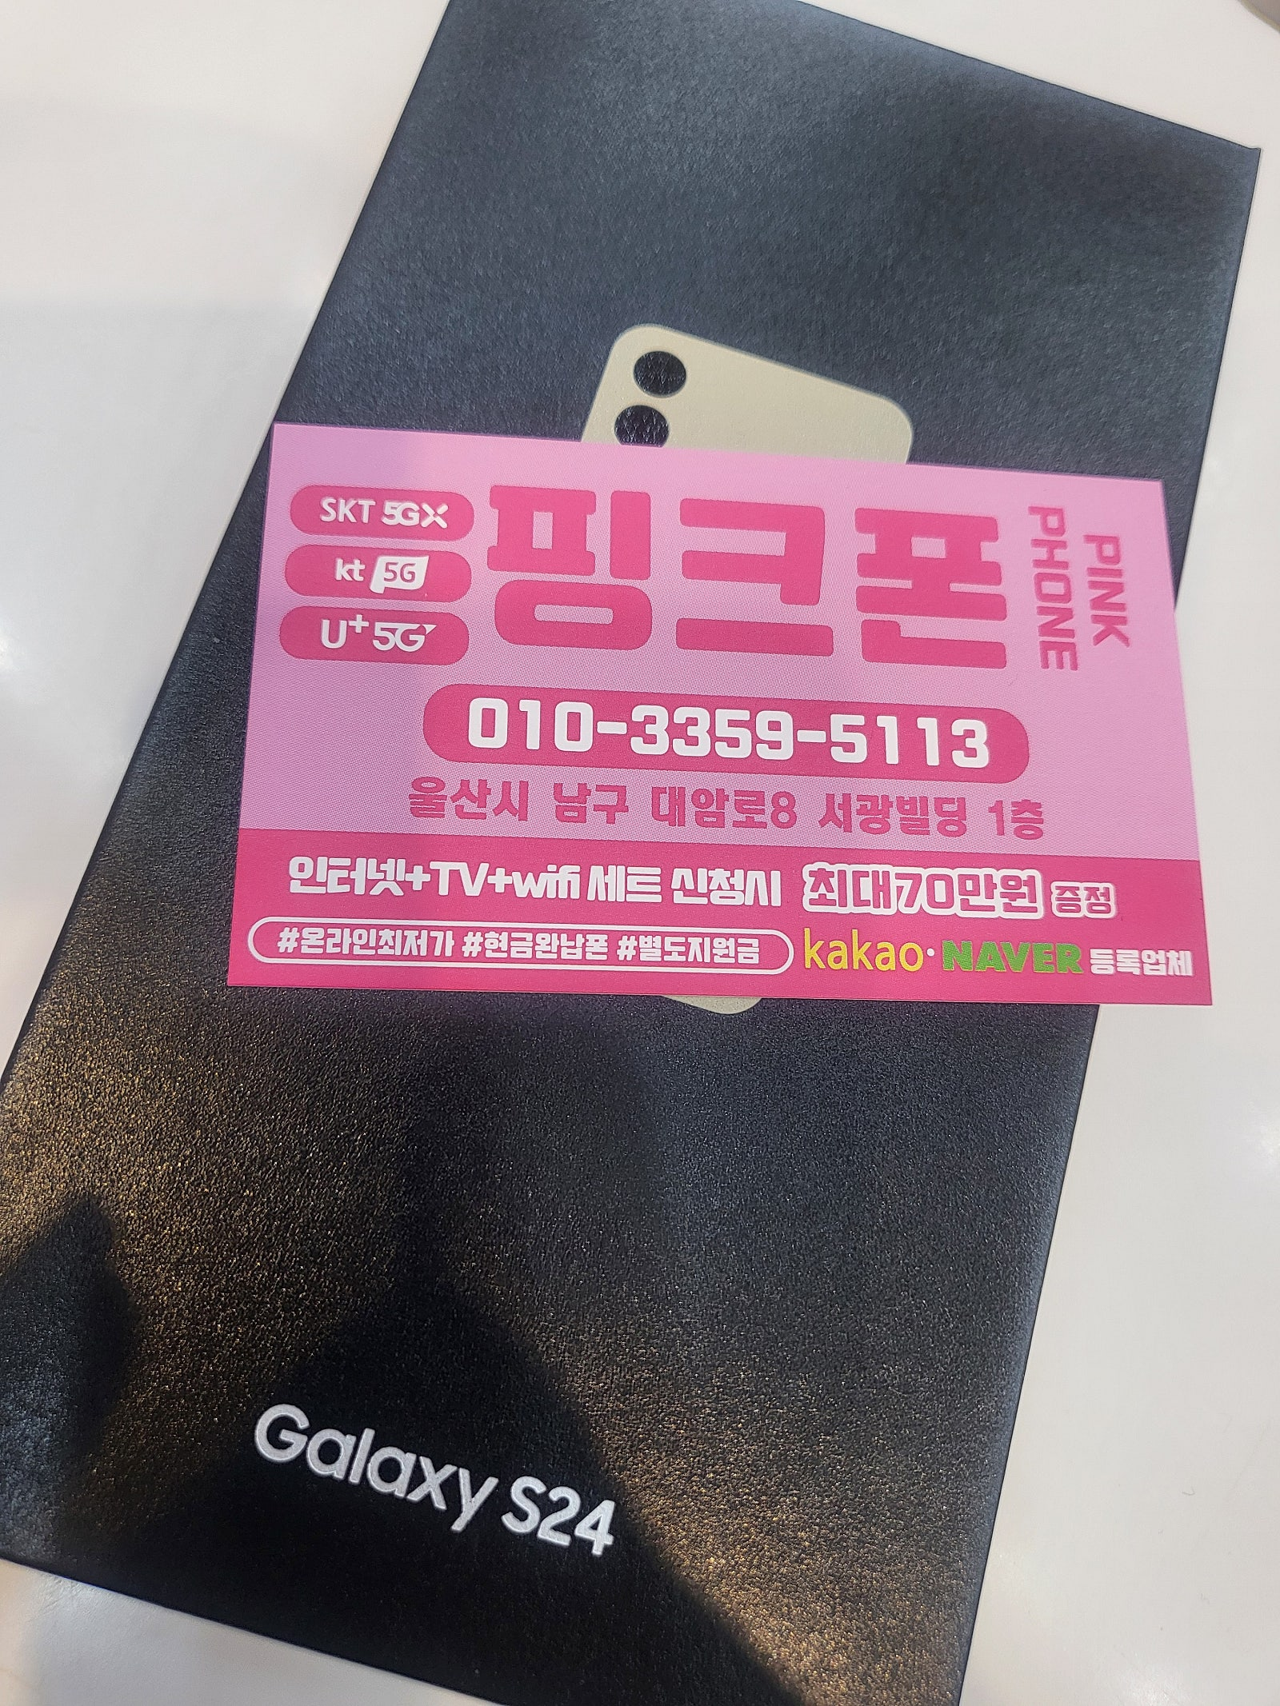 SKT 5GX
kt 5G
U+5G
핑크폰
PINK
PHONE
010-3359-5113
울산시 남구 대암로8 서광빌딩 1층
인터넷+TV+wifi 세트 신청시 최대70만원 증정
#온라인최저가 #현금완납폰 #별도지원금 kakao·NAVER 등록업체
Galaxy S24